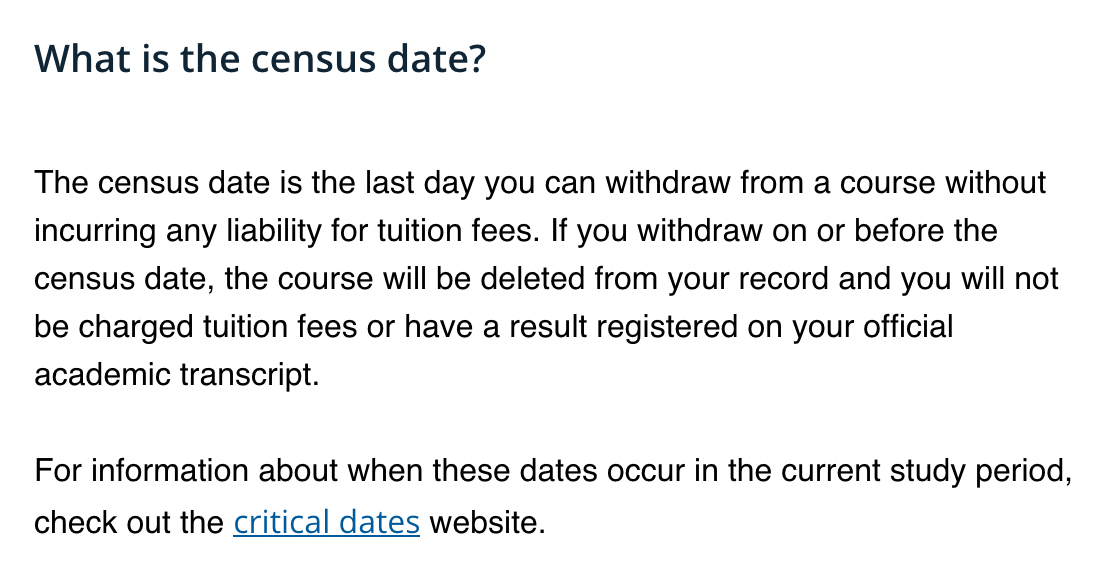 What is the census date?
The census date is the last day you can withdraw from a course without
incurring any liability for tuition fees. If you withdraw on or before the
census date, the course will be deleted from your record and you will not
be charged tuition fees or have a result registered on your official
academic transcript.
For information about when these dates occur in the current study period,
check out the critical dates website.